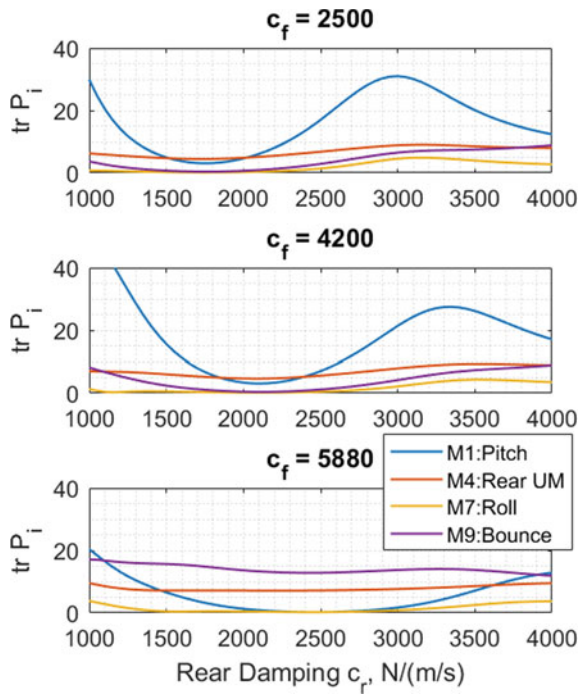 c_f = 2500
tr P_i
40
20
0
1000 1500 2000 2500 3000 3500 4000
c_f = 4200
tr P_i
40
20
0
1000 1500 2000 2500 3000 3500 4000
c_f = 5880
M1:Pitch
M4:Rear UM
M7:Roll
M9:Bounce
tr P_i
40
20
0
1000 1500 2000 2500 3000 3500 4000
Rear Damping c_r, N/(m/s)